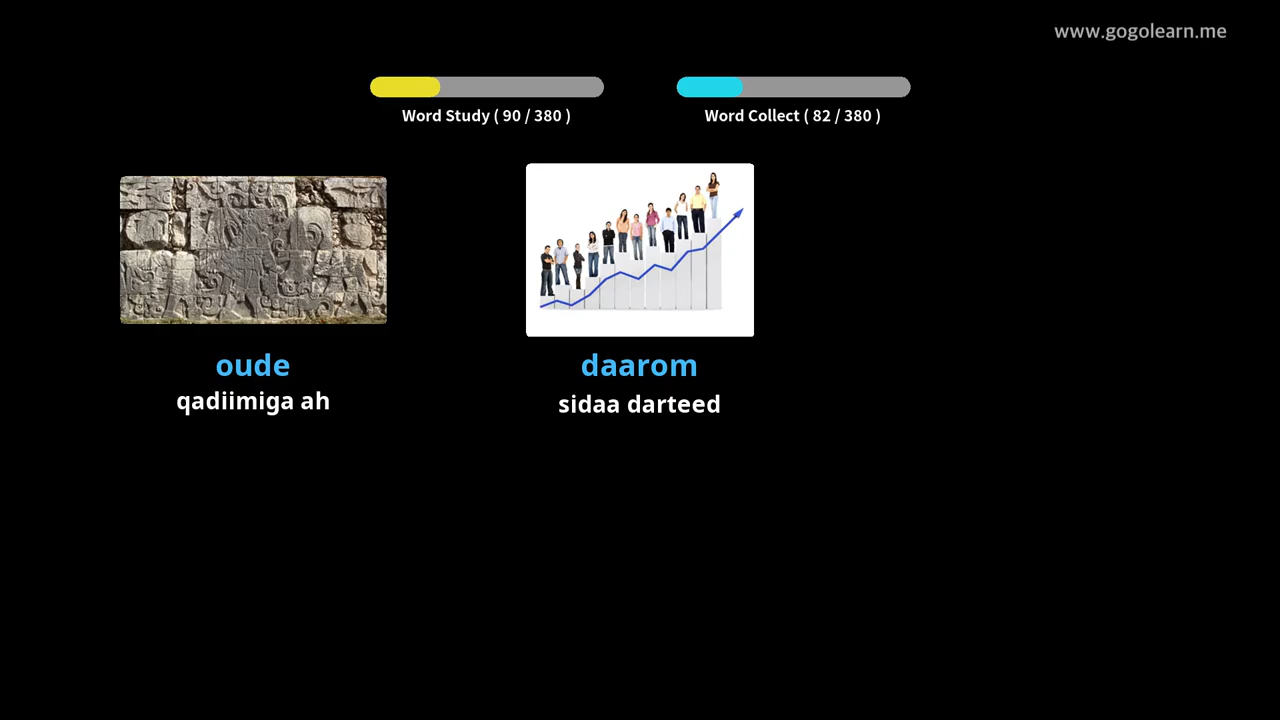 www.gogolearn.me
Word Study ( 90 / 380 )
Word Collect ( 82 / 380 )
oude
qadiimiga ah
daarom
sidaa darteed